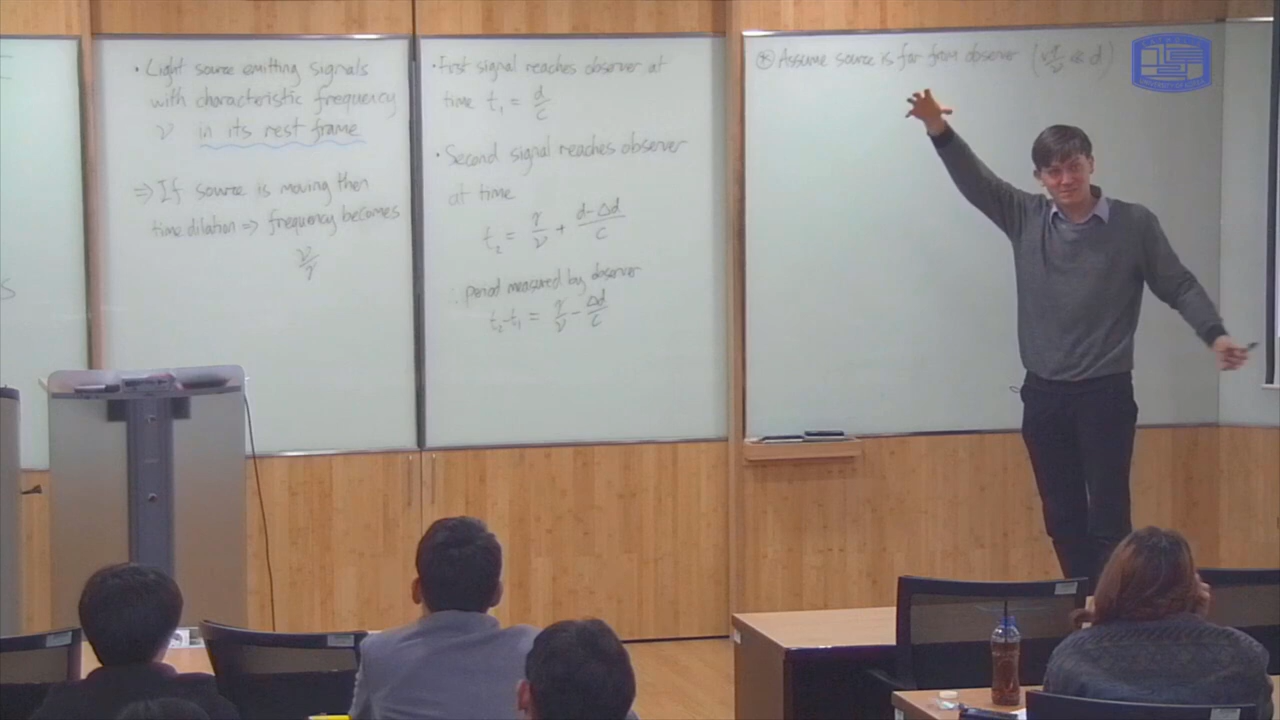 • Light source emitting signals
with characteristic frequency
ν in its rest frame
⇒ If source is moving then
time dilation ⇒ frequency becomes
ν/γ
• First signal reaches observer at
time t₁ = d/c
• Second signal reaches observer
at time
t₂ = γ/ν + (d-Δd)/c
∴ Period measured by observer
t₂-t₁ = γ/ν - Δd/c
⊛ Assume source is far from observer (vγ/ν ≪ d)
S